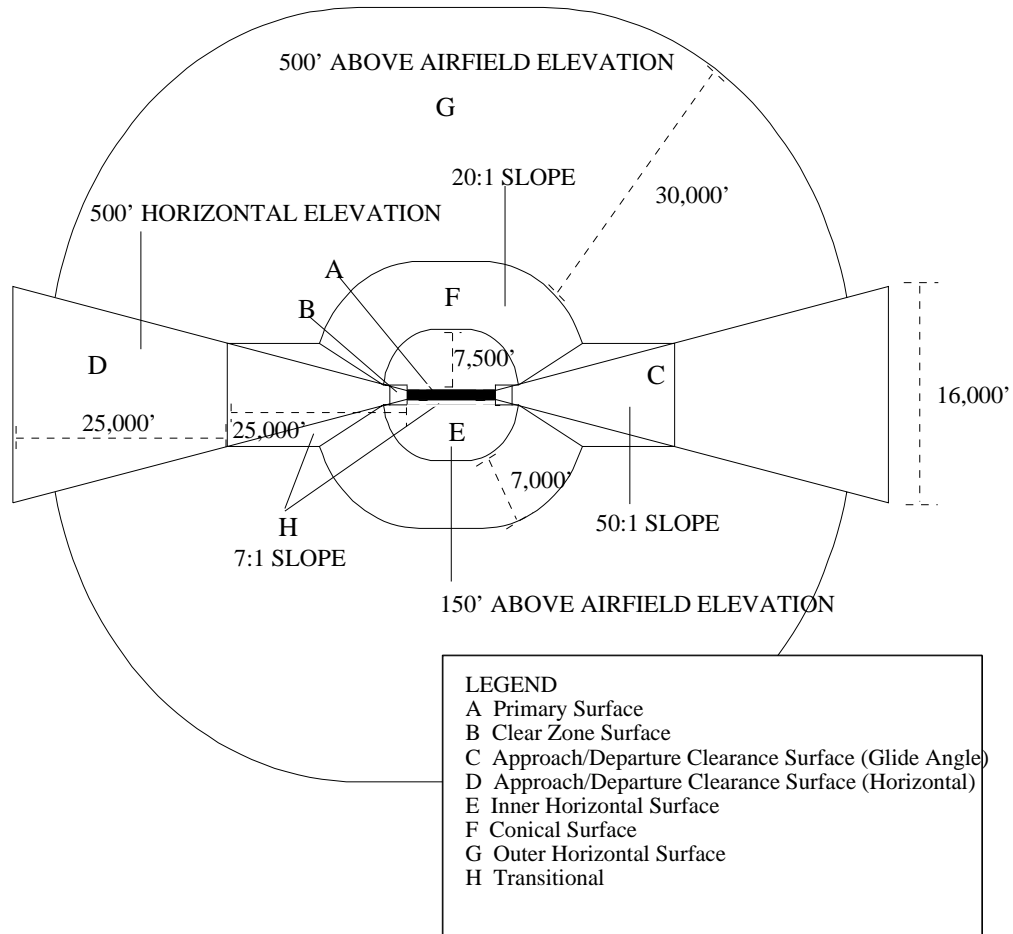 500’ ABOVE AIRFIELD ELEVATION
G
20:1 SLOPE
30,000’
500’ HORIZONTAL ELEVATION
A
F
B
7,500’
D
C
16,000’
25,000’
25,000’
E
7,000’
H
50:1 SLOPE
7:1 SLOPE
150’ ABOVE AIRFIELD ELEVATION
LEGEND
A Primary Surface
B Clear Zone Surface
C Approach/Departure Clearance Surface (Glide Angle)
D Approach/Departure Clearance Surface (Horizontal)
E Inner Horizontal Surface
F Conical Surface
G Outer Horizontal Surface
H Transitional